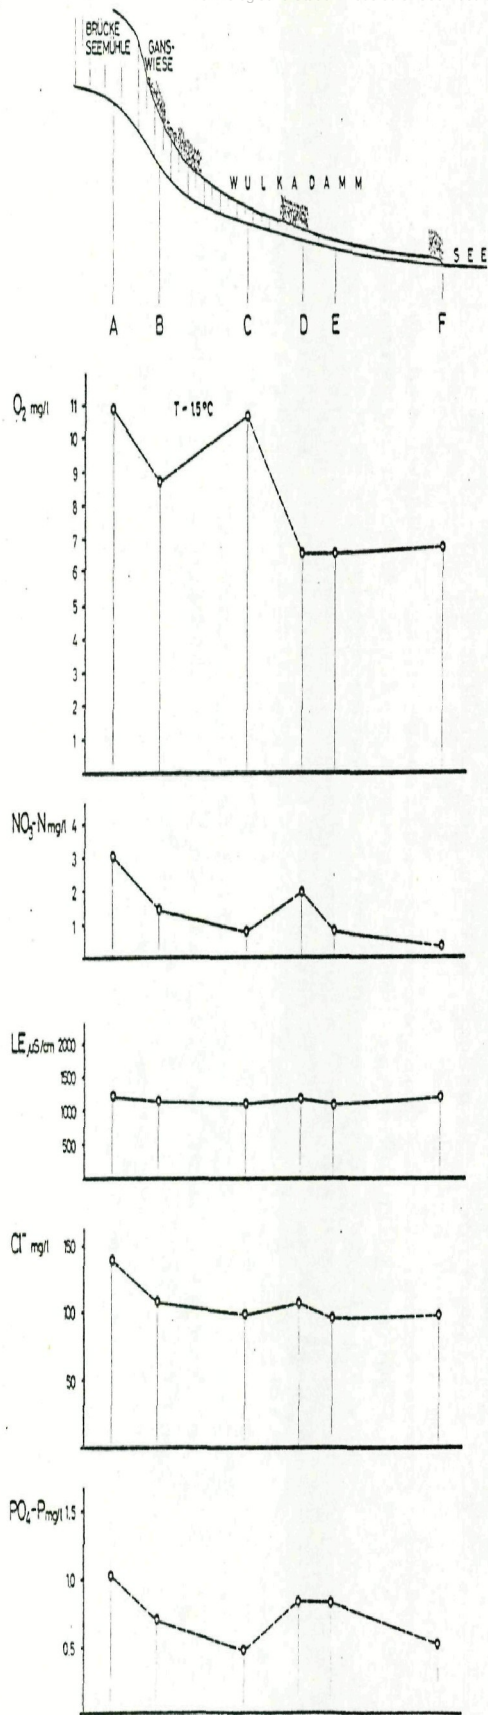 BRÜCKE
SEEMÜHLE
GANS-
WIESE
W U L K A D A M M
S E E
A B C D E F
O₂ mg/l
T = 1.5°C
11
10
9
8
7
6
5
4
3
2
1
NO₃-N mg/l 4
3
2
1
LE µS/cm 2000
1500
1000
500
Cl⁻ mg/l 150
100
50
PO₄-P mg/l 1.5
1.0
0.5